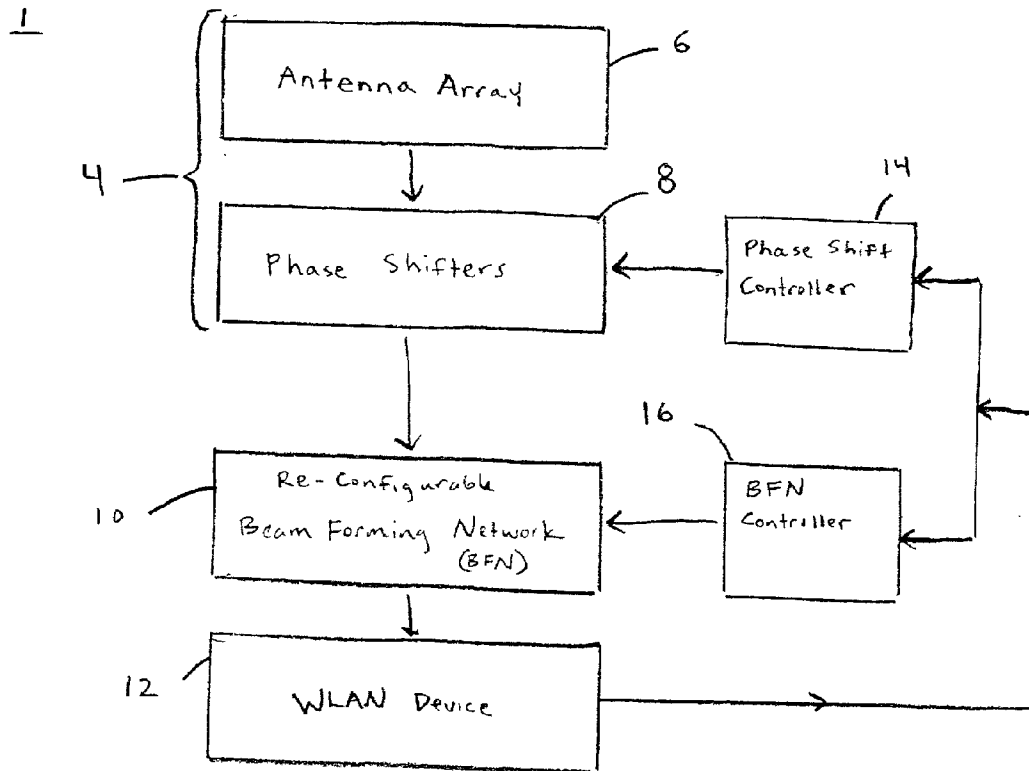 1
Antenna Array
6
4
8
Phase Shifters
14
Phase Shift
Controller
16
10
Re-Configurable
Beam Forming Network
(BFN)
BFN
Controller
12
WLAN Device